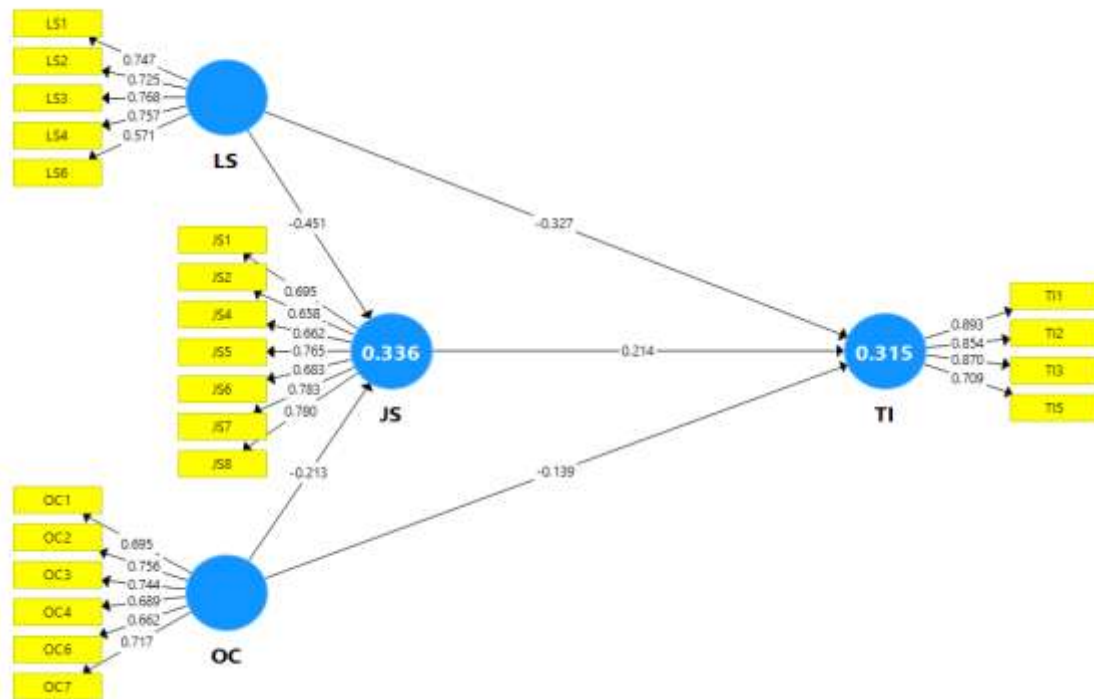 LS1
LS2
LS3
LS4
LS6
0.747
0.725
0.768
0.757
0.571
LS
-0.451
-0.327
JS1
JS2
JS4
JS5
JS6
JS7
JS8
0.695
0.658
0.662
0.765
0.683
0.783
0.780
0.336
JS
0.214
0.315
TI
TI1
TI2
TI3
TI5
0.893
0.854
0.870
0.709
-0.213
-0.139
OC1
OC2
OC3
OC4
OC6
OC7
0.695
0.756
0.744
0.689
0.662
0.717
OC